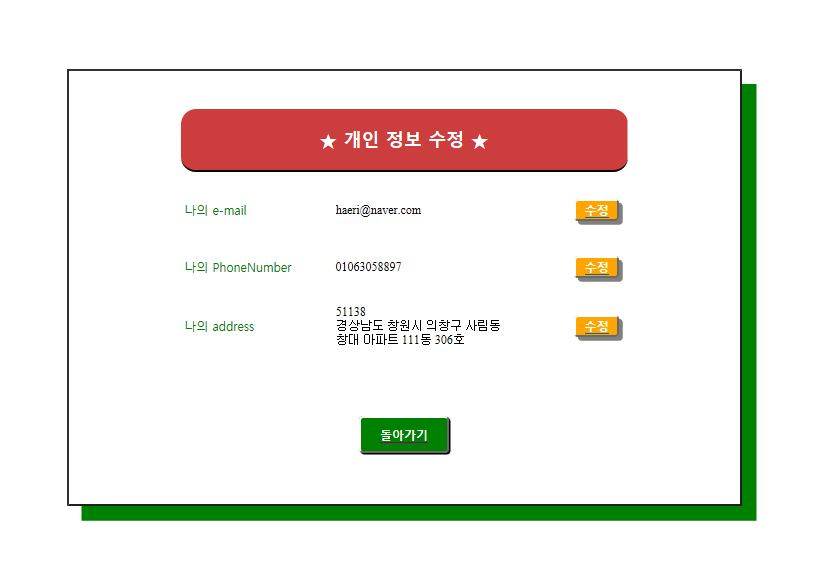 ★ 개인 정보 수정 ★
나의 e-mail haeri@naver.com 수정
나의 PhoneNumber 01063058897 수정
나의 address
51138
경상남도 창원시 의창구 사림동
창대 아파트 111동 306호
수정
돌아가기